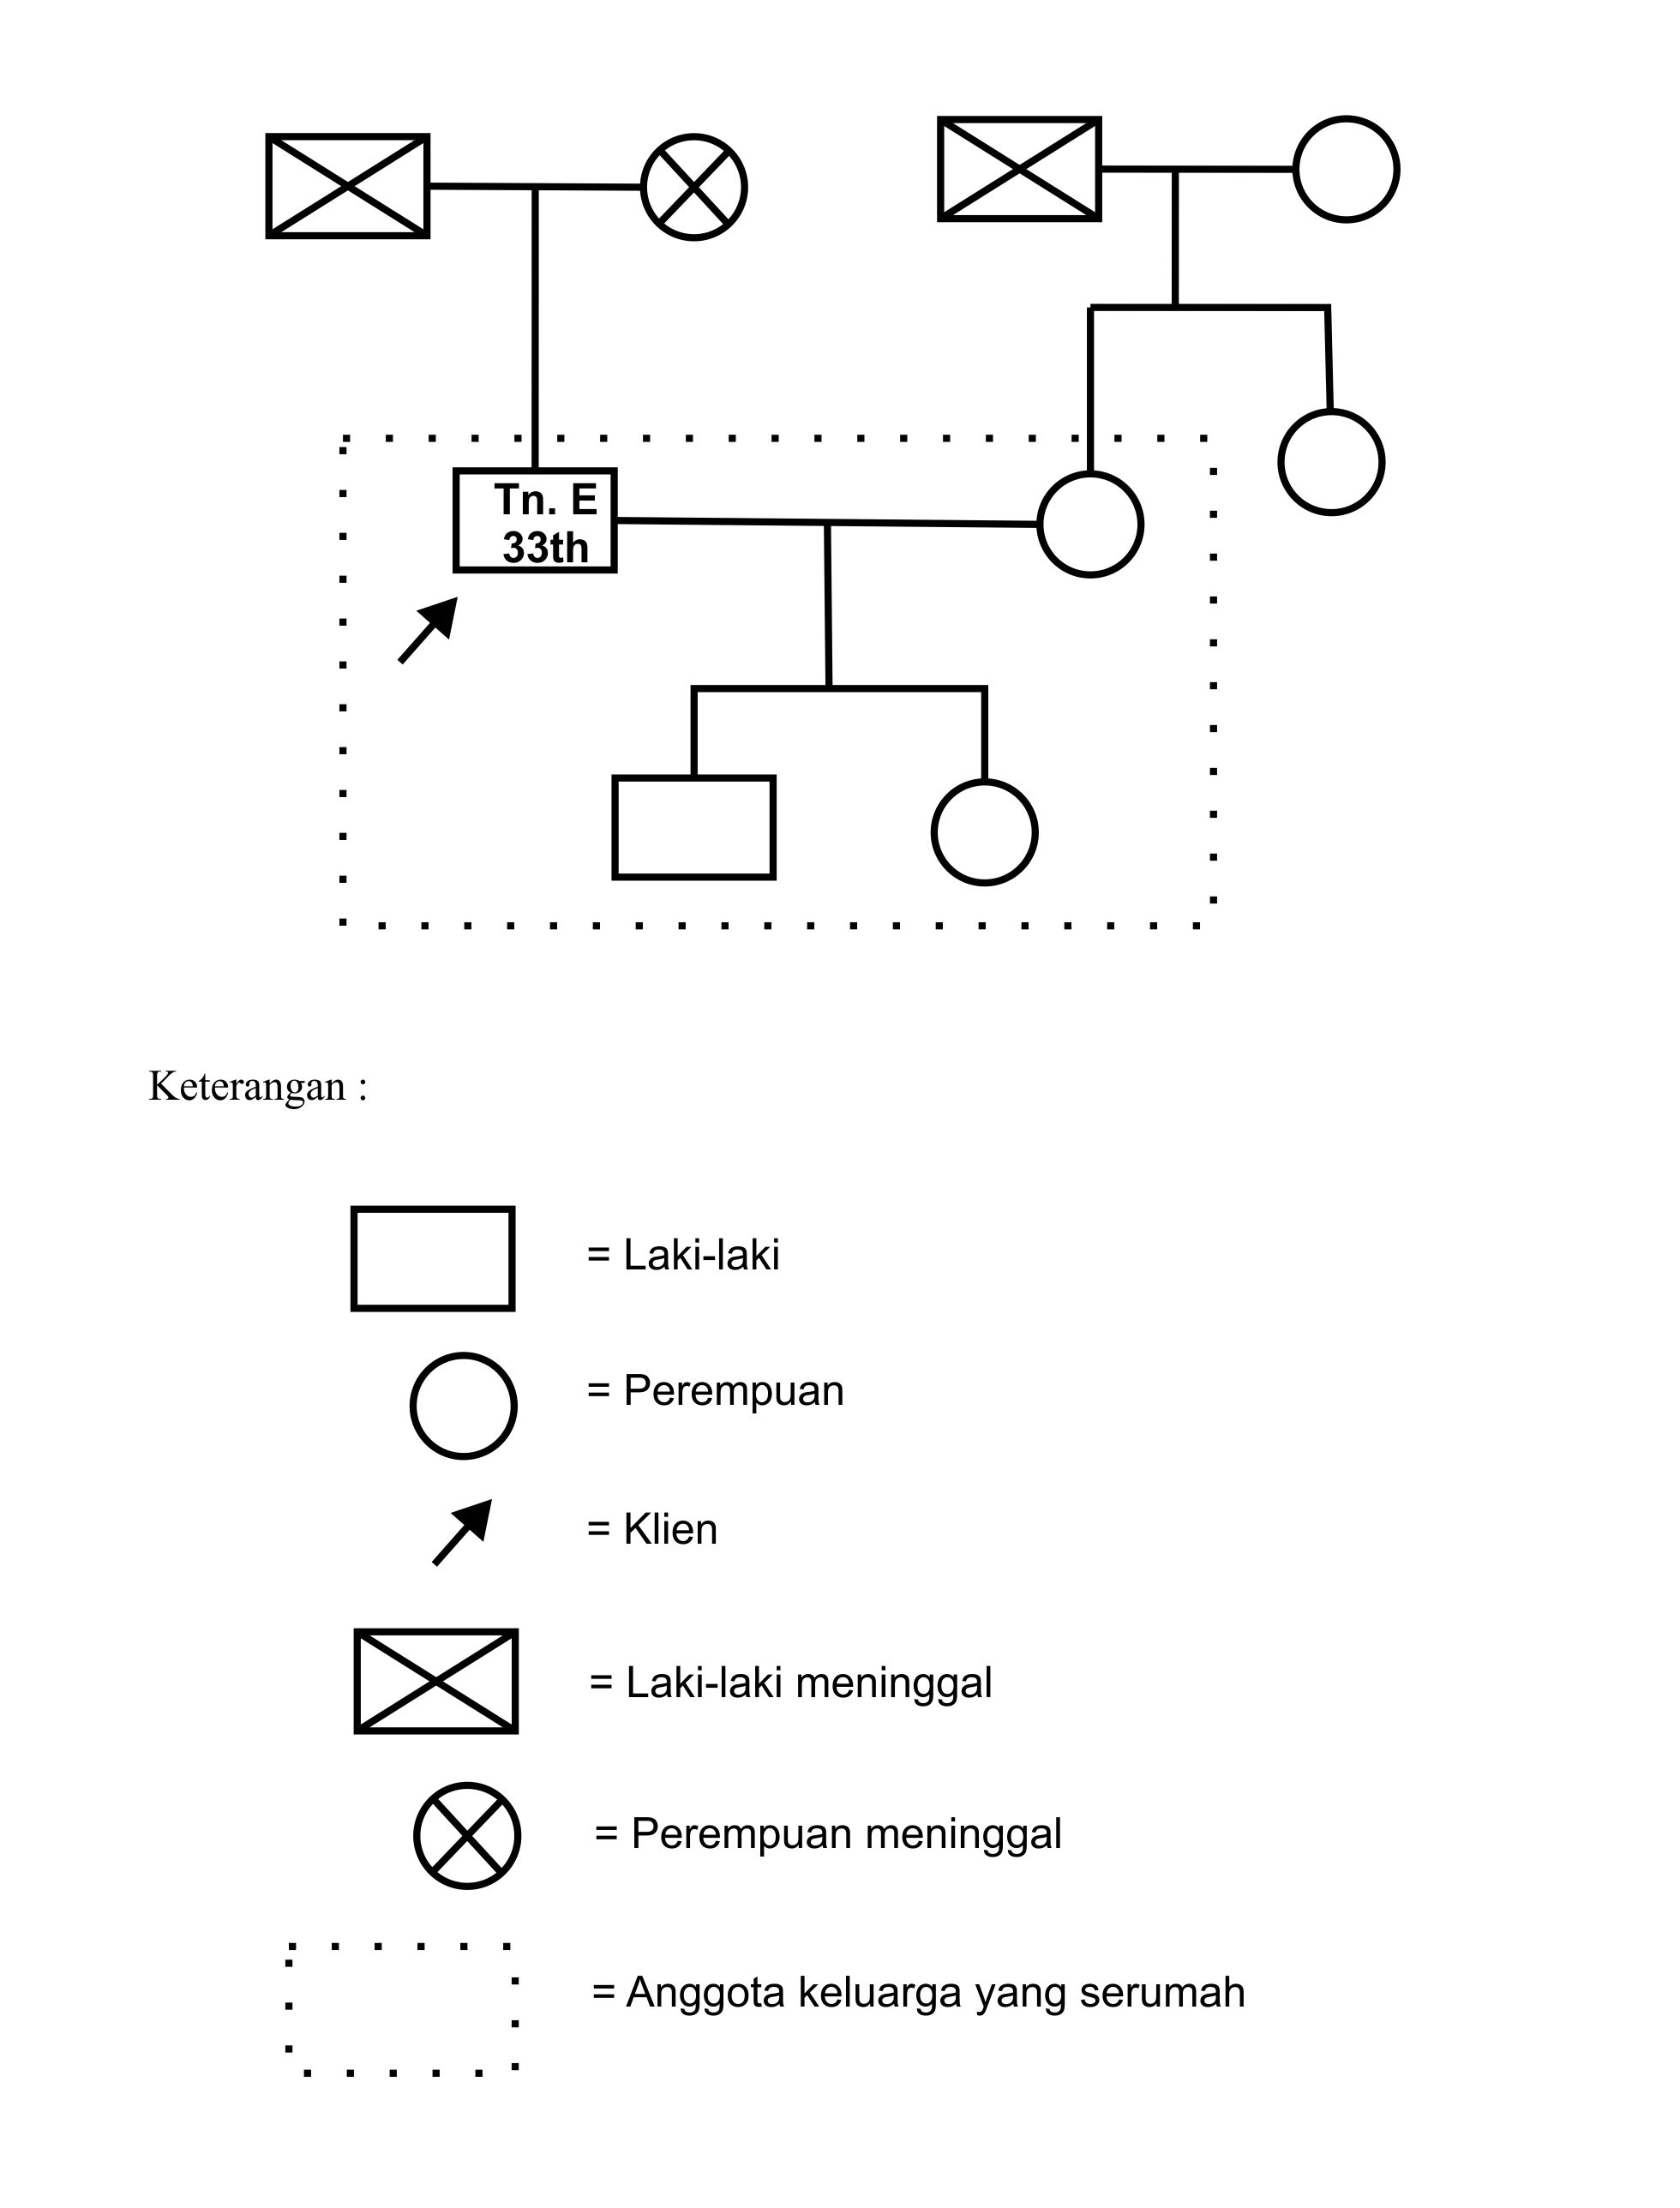 Tn. E
33th
Keterangan :
= Laki-laki
= Perempuan
= Klien
= Laki-laki meninggal
= Perempuan meninggal
= Anggota keluarga yang serumah